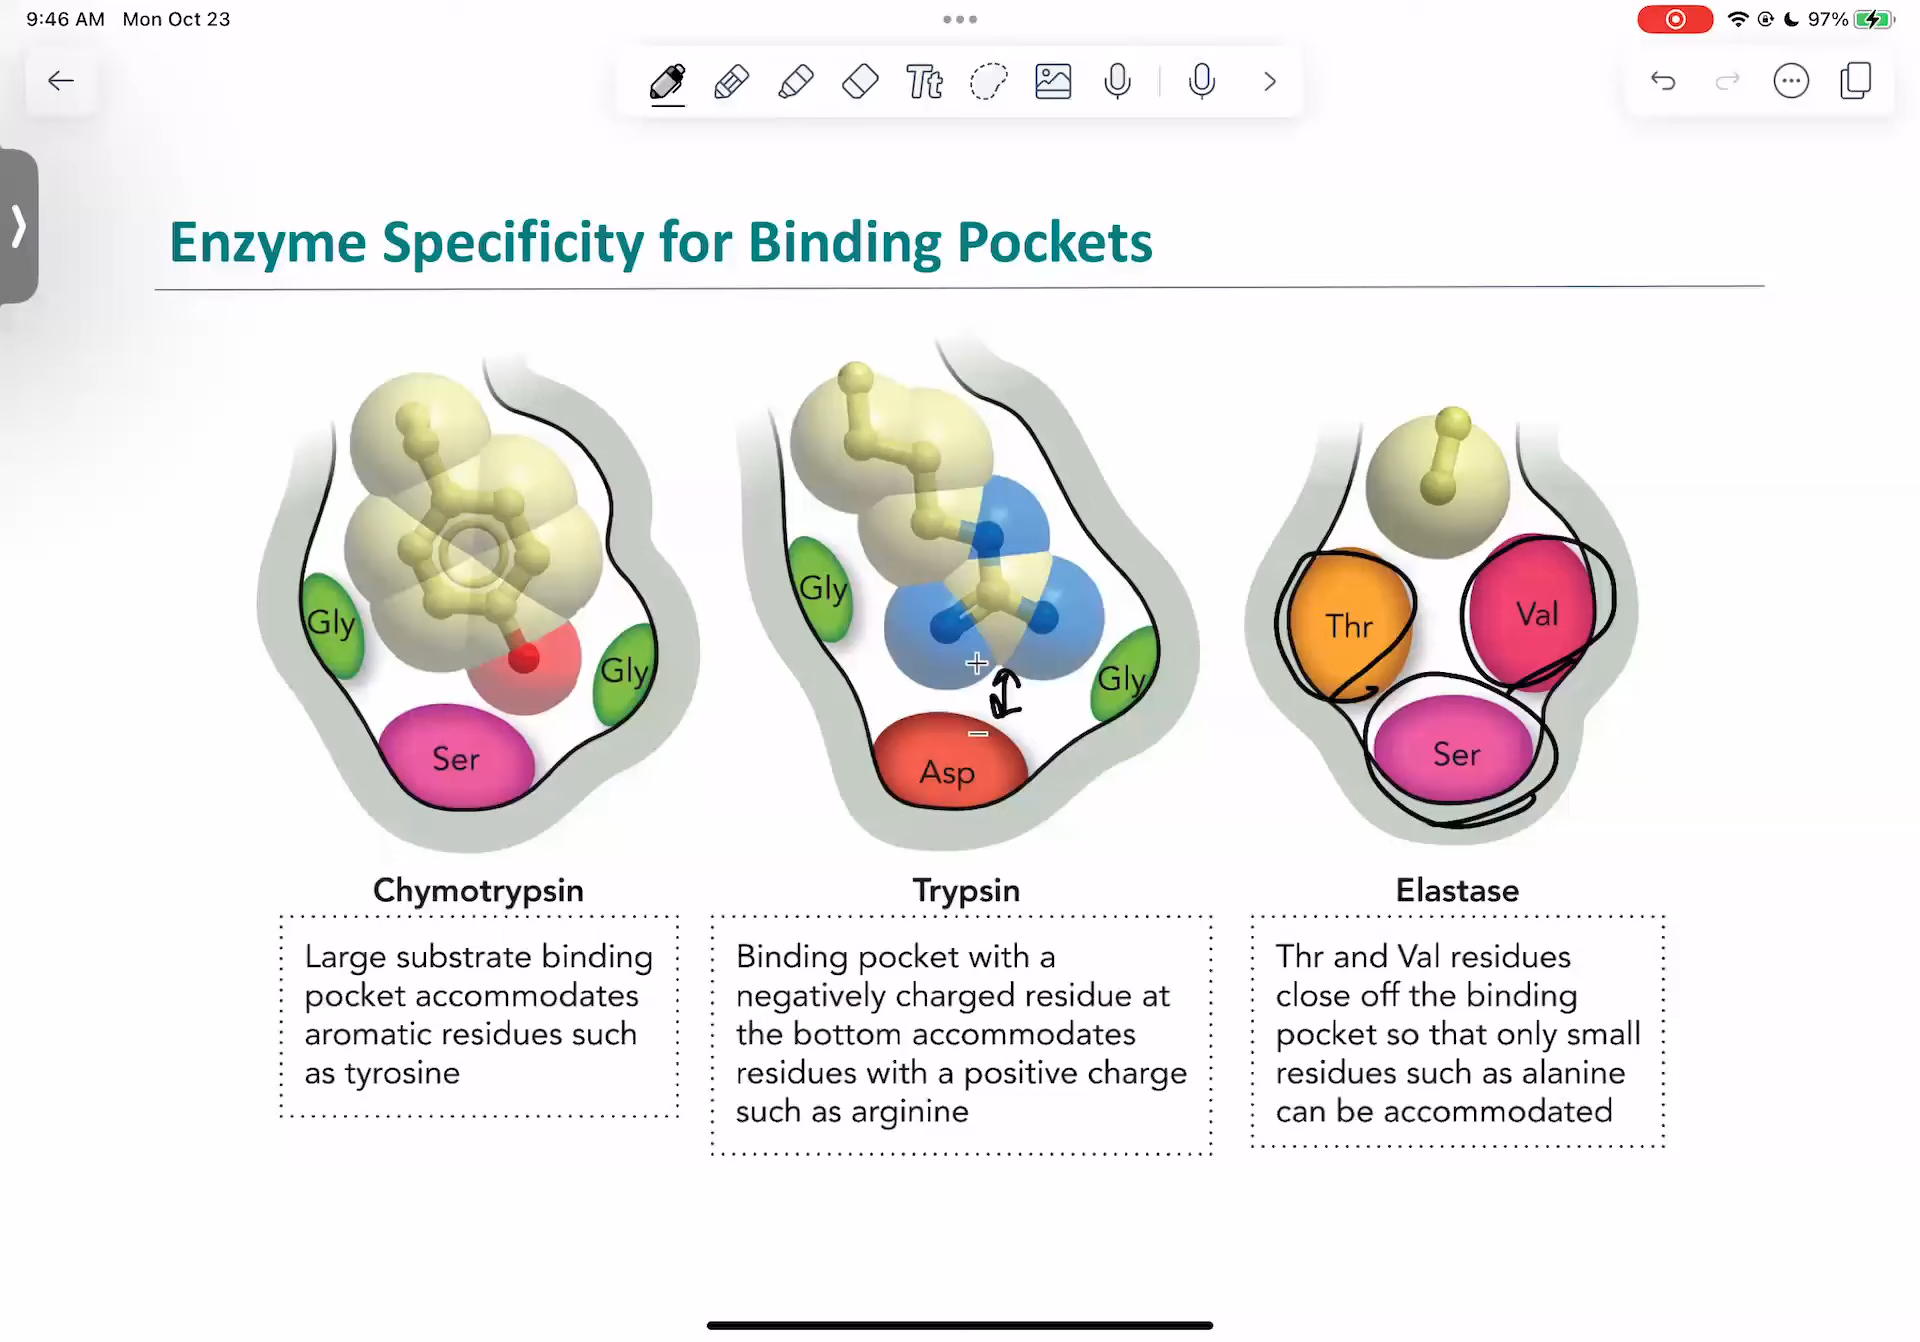 9:46 AM Mon Oct 23
97%
Tt
Enzyme Specificity for Binding Pockets
Gly
Gly
Ser
Gly
+
Gly
−
Asp
Thr
Val
Ser
Chymotrypsin
Large substrate binding
pocket accommodates
aromatic residues such
as tyrosine
Trypsin
Binding pocket with a
negatively charged residue at
the bottom accommodates
residues with a positive charge
such as arginine
Elastase
Thr and Val residues
close off the binding
pocket so that only small
residues such as alanine
can be accommodated